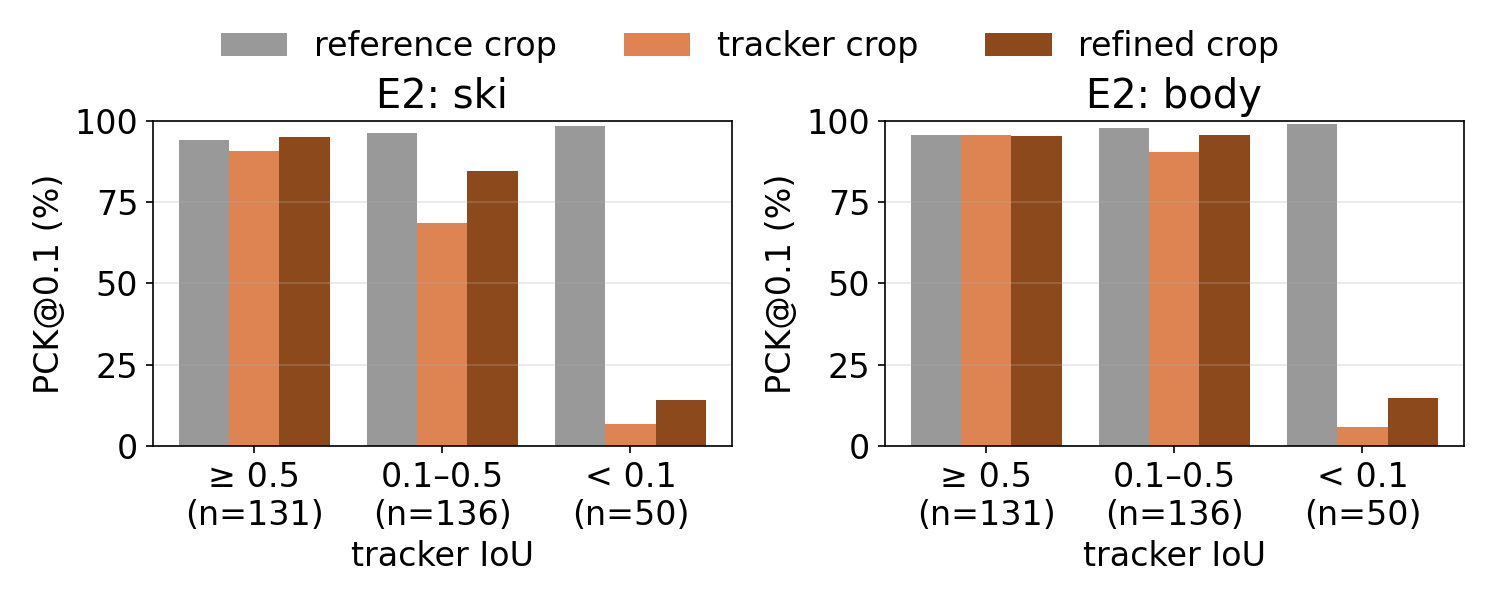 reference crop tracker crop refined crop
E2: ski
100
75
50
25
0
PCK@0.1 (%)
≥ 0.5 0.1–0.5 < 0.1
(n=131) (n=136) (n=50)
tracker IoU
E2: body
100
75
50
25
0
PCK@0.1 (%)
≥ 0.5 0.1–0.5 < 0.1
(n=131) (n=136) (n=50)
tracker IoU